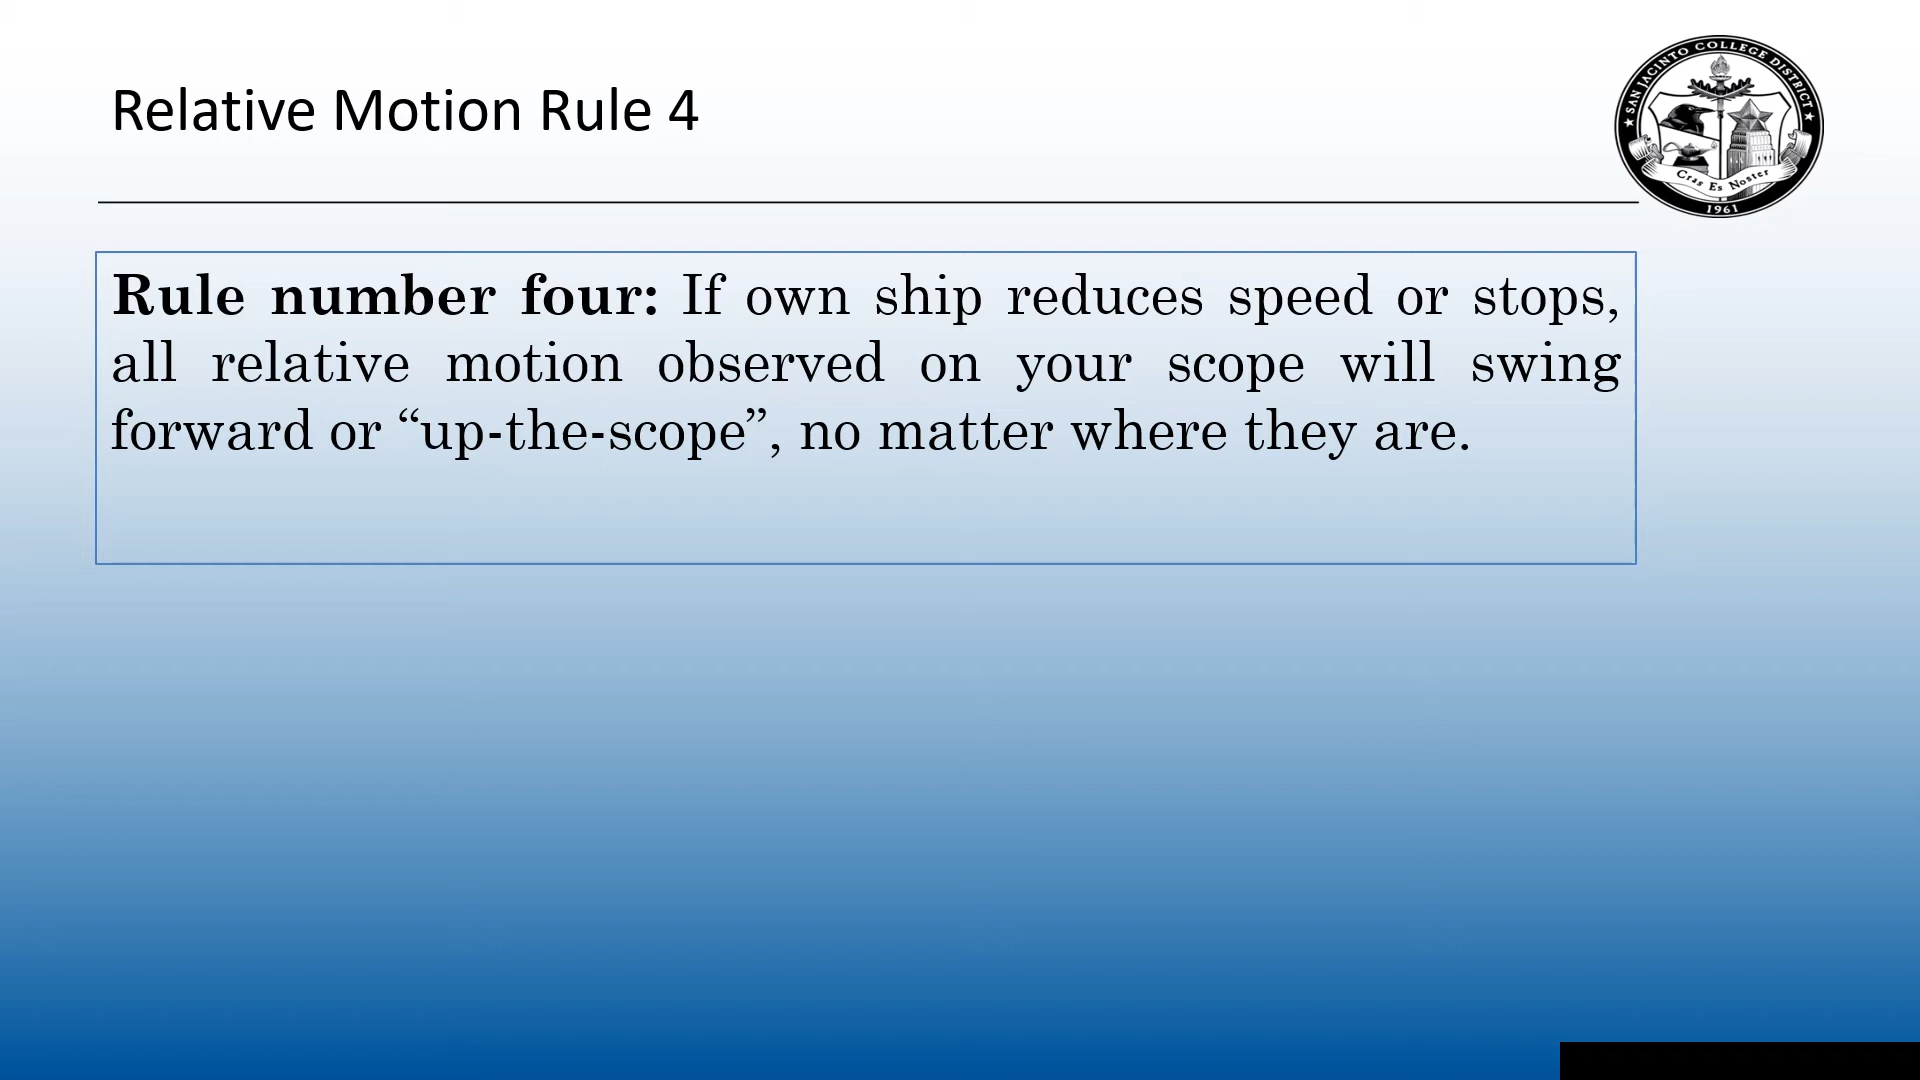 Relative Motion Rule 4
SAN JACINTO COLLEGE DISTRICT
Cras Es Noster
1961
Rule number four: If own ship reduces speed or stops,
all relative motion observed on your scope will swing
forward or “up-the-scope”, no matter where they are.